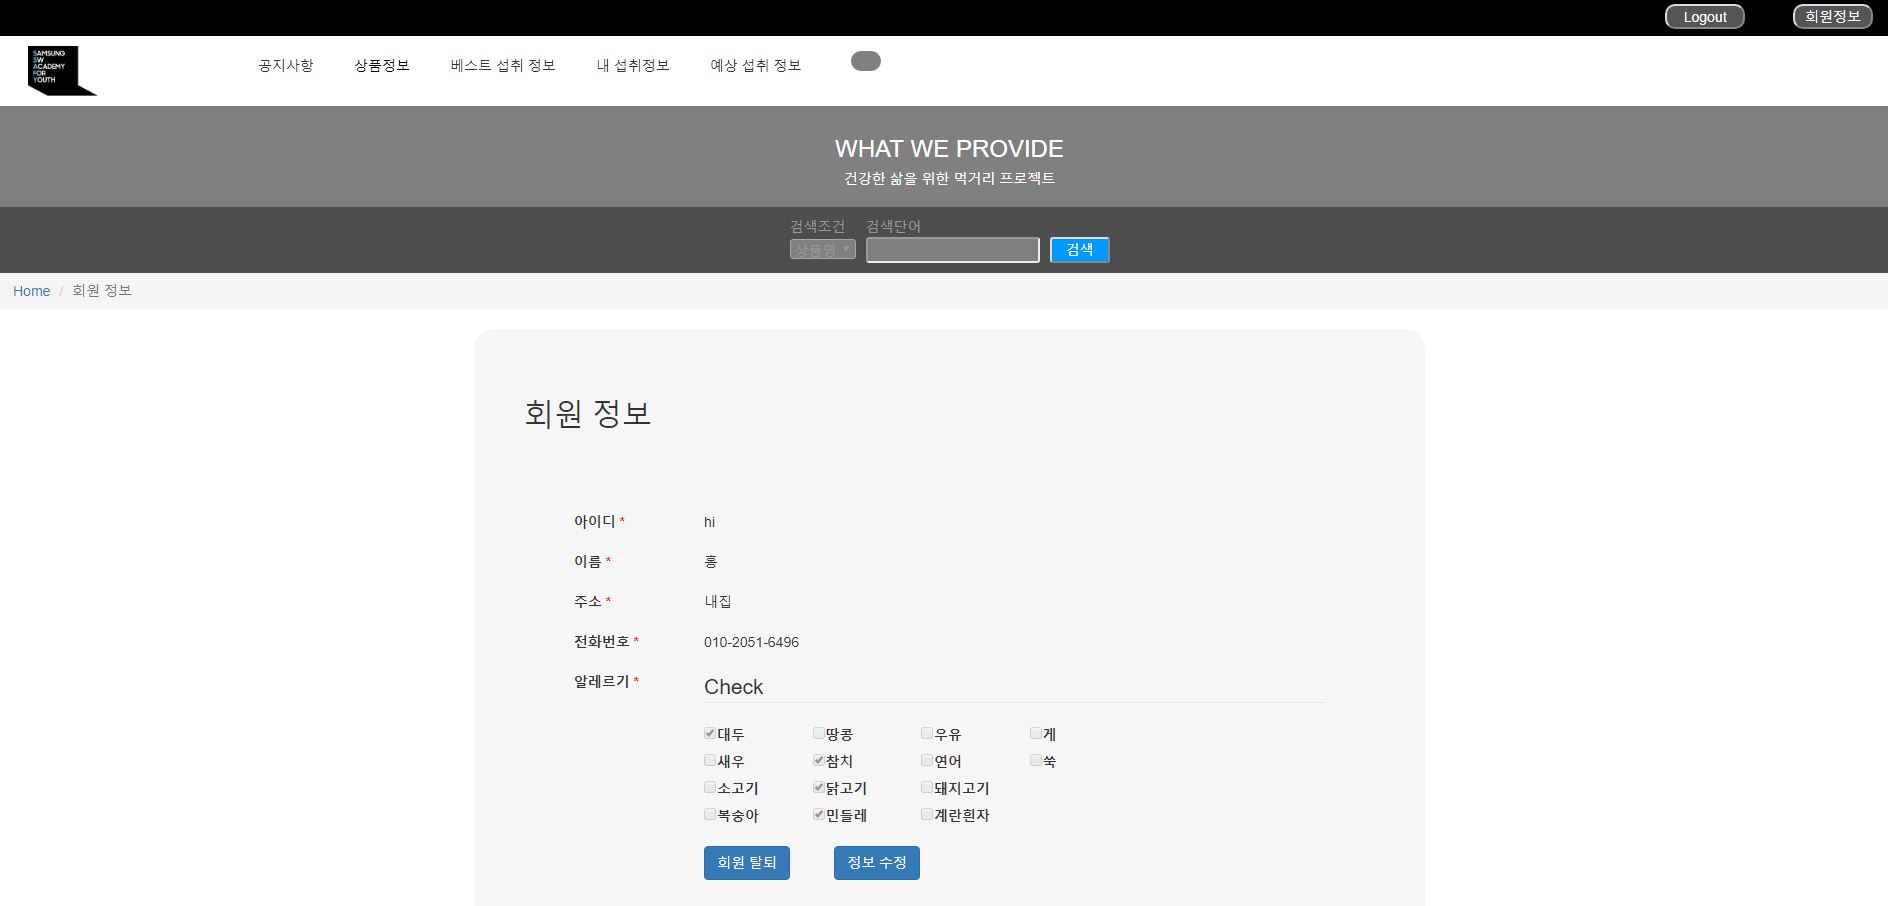 Logout 회원정보
SAMSUNG
SW
ACADEMY
FOR
YOUTH
공지사항 상품정보 베스트 섭취 정보 내 섭취정보 예상 섭취 정보
WHAT WE PROVIDE
건강한 삶을 위한 먹거리 프로젝트
검색조건 검색단어
상품명 검색
Home / 회원 정보
회원 정보
아이디 * hi
이름 * 홍
주소 * 내집
전화번호 * 010-2051-6496
알레르기 * Check
대두 땅콩 우유 게
새우 참치 연어 쑥
소고기 닭고기 돼지고기
복숭아 민들레 계란흰자
회원 탈퇴 정보 수정